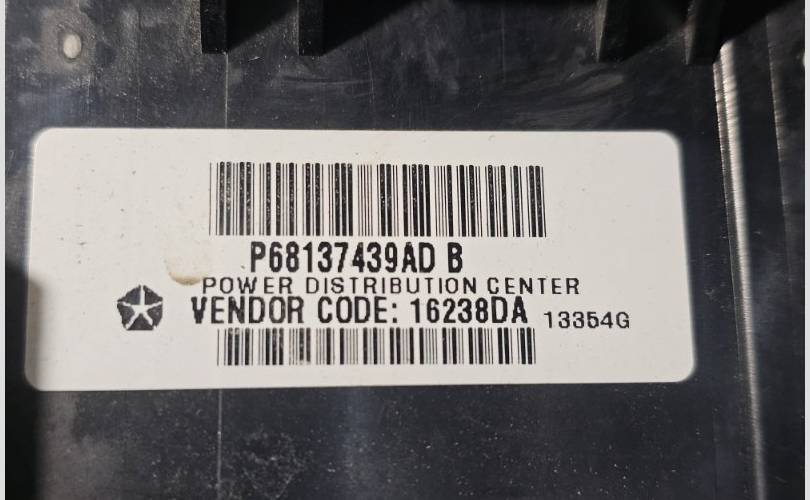 P68137439AD B
POWER DISTRIBUTION CENTER
VENDOR CODE: 16238DA 13354G